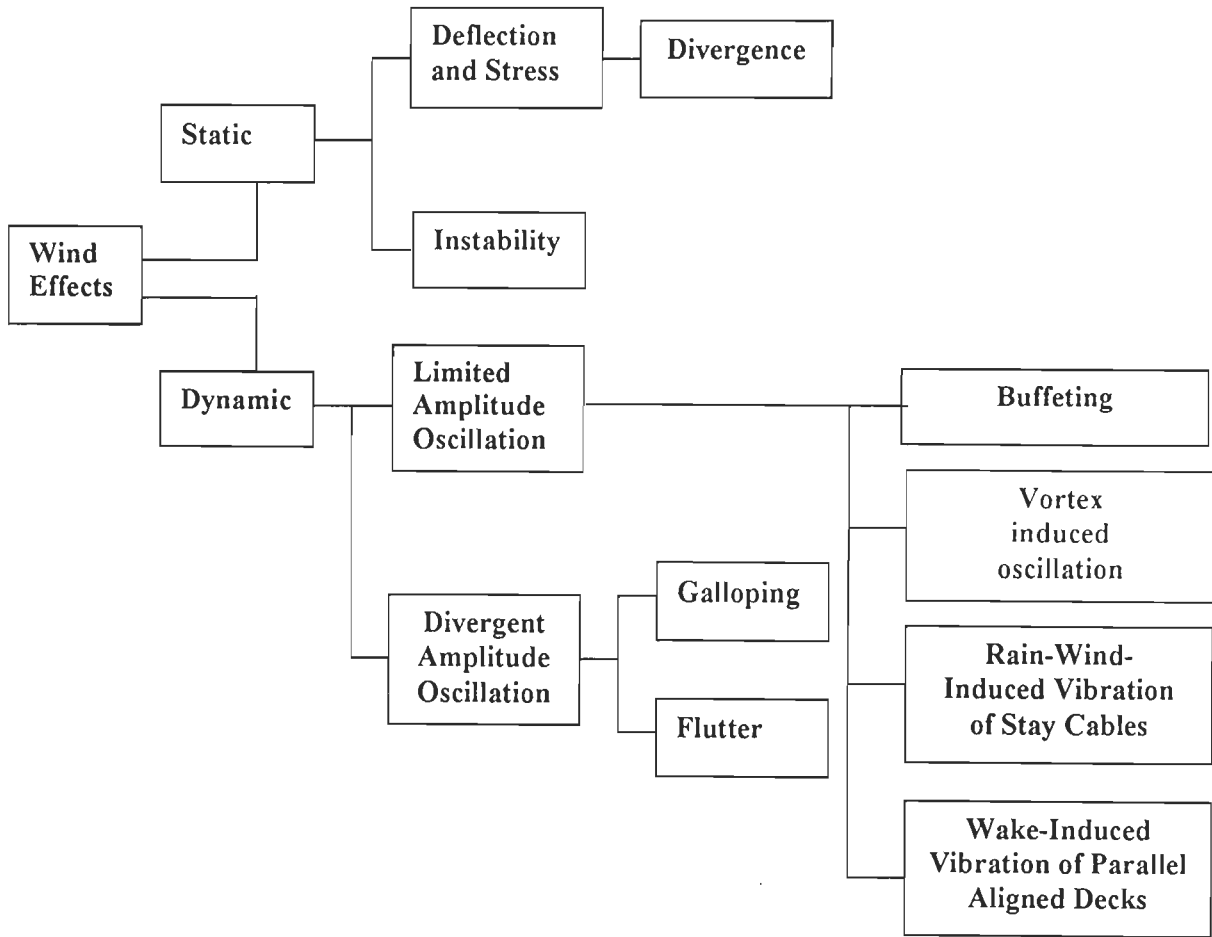 Deflection
and Stress
Divergence
Static
Instability
Wind
Effects
Dynamic
Limited
Amplitude
Oscillation
Buffeting
Vortex
induced
oscillation
Divergent
Amplitude
Oscillation
Galloping
Flutter
Rain-Wind-
Induced Vibration
of Stay Cables
Wake-Induced
Vibration of Parallel
Aligned Decks